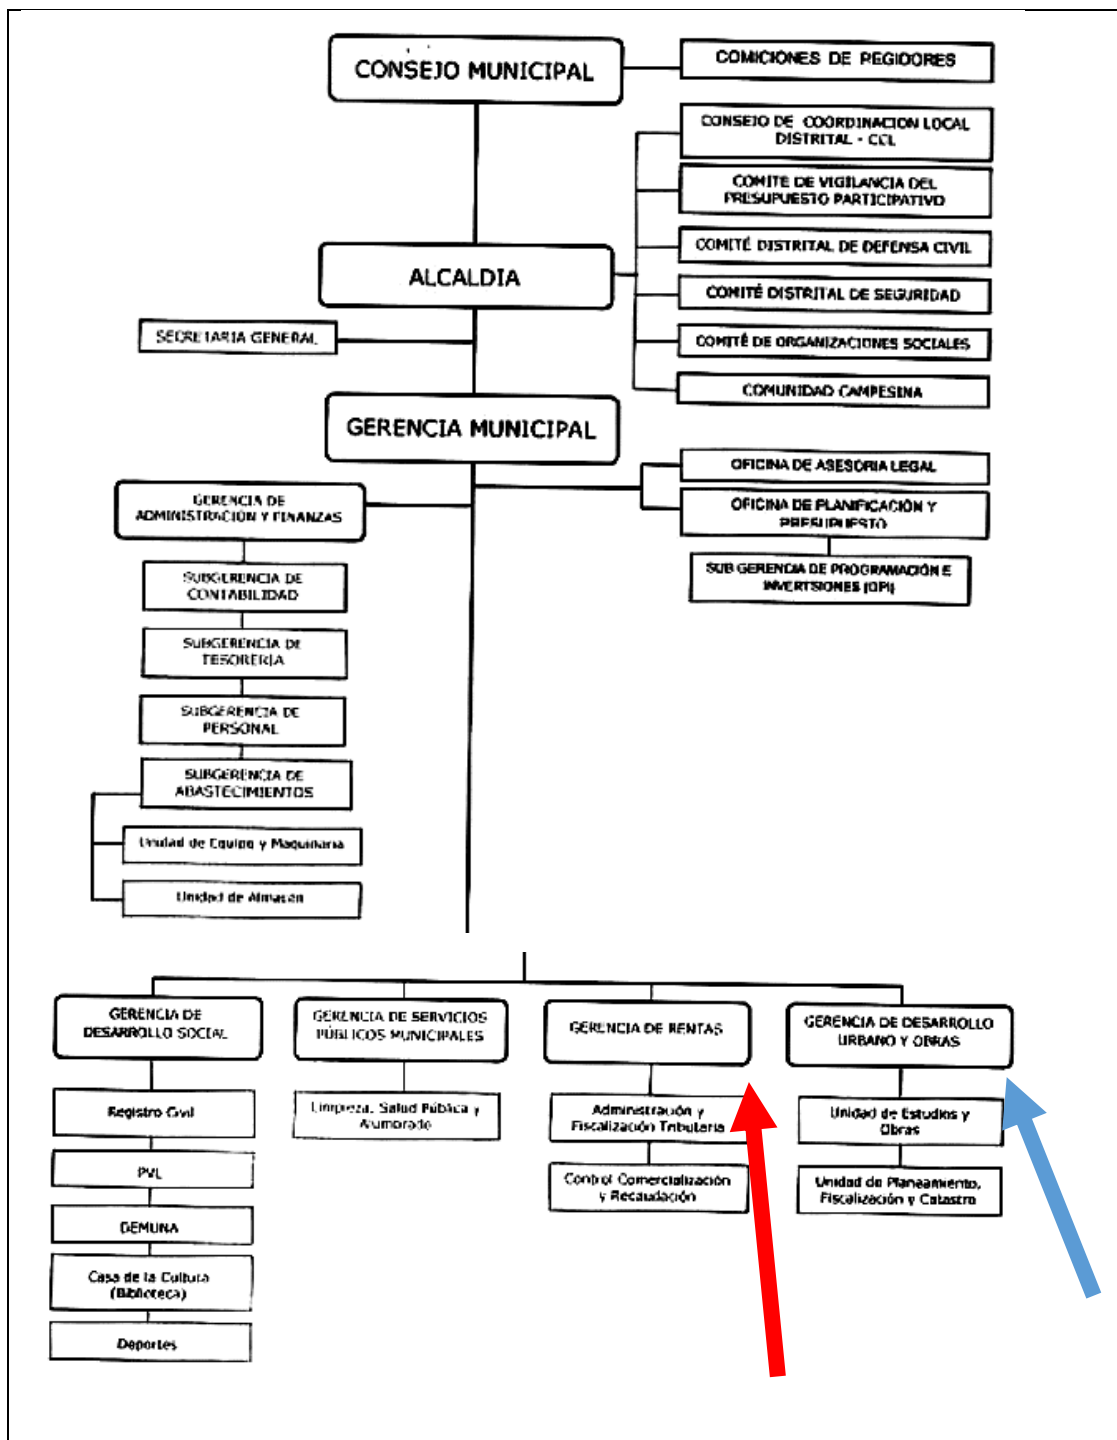 CONSEJO MUNICIPAL
COMICIONES DE REGIDORES
CONSEJO DE COORDINACION LOCAL
DISTRITAL - CCL
COMITE DE VIGILANCIA DEL
PRESUPUESTO PARTICIPATIVO
COMITÉ DISTRITAL DE DEFENSA CIVIL
ALCALDIA
COMITÉ DISTRITAL DE SEGURIDAD
SECRETARIA GENERAL
COMITÉ DE ORGANIZACIONES SOCIALES
COMUNIDAD CAMPESINA
GERENCIA MUNICIPAL
OFICINA DE ASESORIA LEGAL
GERENCIA DE
ADMINISTRACIÓN Y FINANZAS
OFICINA DE PLANIFICACIÓN Y
PRESUPUESTO
SUB GERENCIA DE PROGRAMACIÓN E
INVERTSIONES (OPI)
SUBGERENCIA DE
CONTABILIDAD
SUBGERENCIA DE
TESORERÍA
SUBGERENCIA DE
PERSONAL
SUBGERENCIA DE
ABASTECIMIENTOS
Unidad de Equipo y Maquinaria
Unidad de Almacén
GERENCIA DE
DESARROLLO SOCIAL
GERENCIA DE SERVICIOS
PÚBLICOS MUNICIPALES
GERENCIA DE RENTAS
GERENCIA DE DESARROLLO
URBANO Y OBRAS
Registro Civil
Limpieza, Salud Pública y
Alumbrado
Administración y
Fiscalización Tributaria
Unidad de Estudios y
Obras
PVL
Control Comercialización
y Recaudación
Unidad de Planeamiento,
Fiscalización y Catastro
DEMUNA
Casa de la Cultura
(Biblioteca)
Deportes